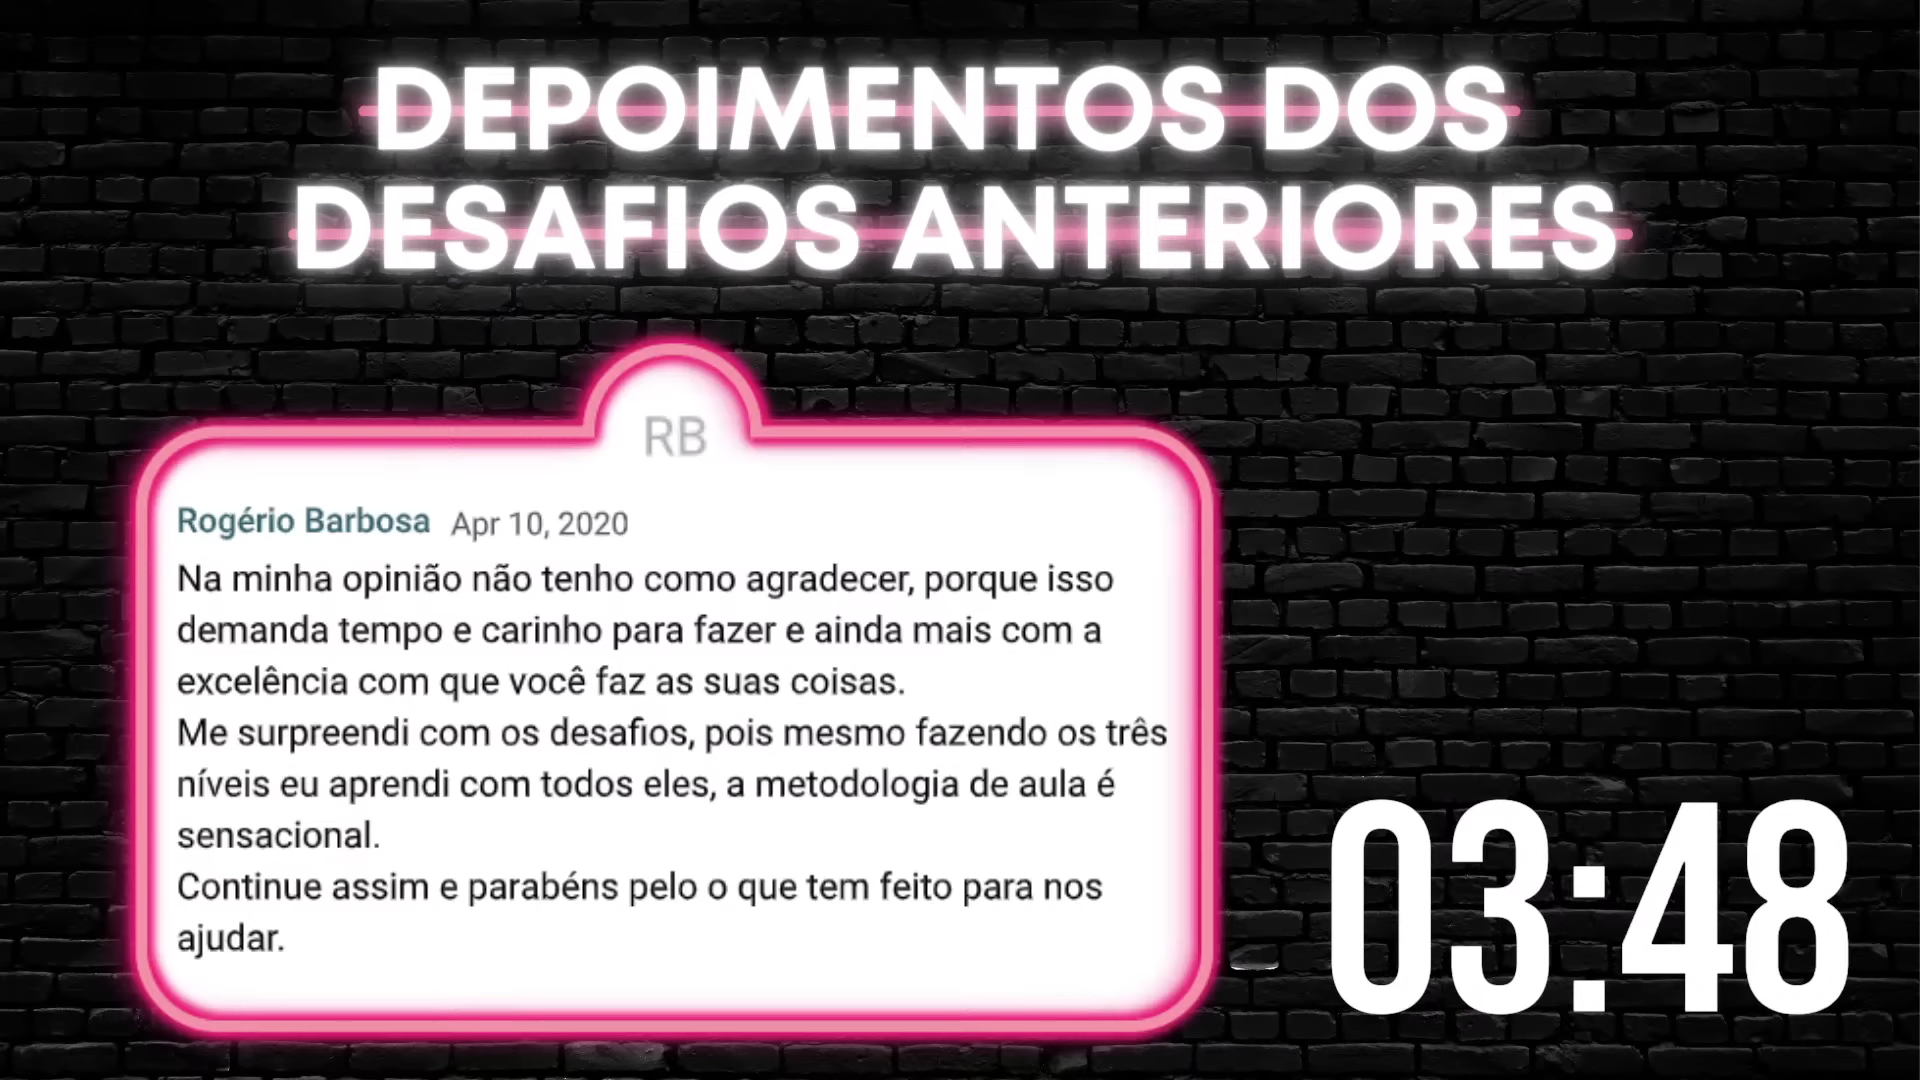 DEPOIMENTOS DOS
DESAFIOS ANTERIORES
RB
Rogério Barbosa Apr 10, 2020
Na minha opinião não tenho como agradecer, porque isso
demanda tempo e carinho para fazer e ainda mais com a
excelência com que você faz as suas coisas.
Me surpreendi com os desafios, pois mesmo fazendo os três
níveis eu aprendi com todos eles, a metodologia de aula é
sensacional.
Continue assim e parabéns pelo o que tem feito para nos
ajudar.
03:48